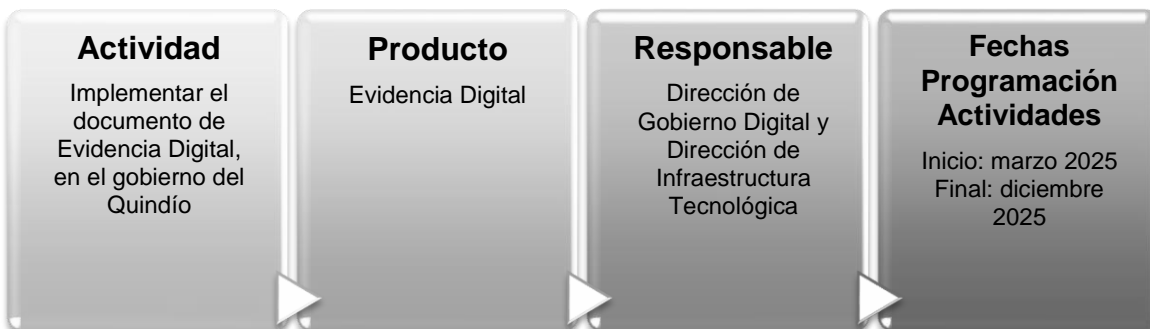 Actividad
Implementar el
documento de
Evidencia Digital,
en el gobierno del
Quindío
Producto
Evidencia Digital
Responsable
Dirección de
Gobierno Digital y
Dirección de
Infraestructura
Tecnológica
Fechas
Programación
Actividades
Inicio: marzo 2025
Final: diciembre
2025